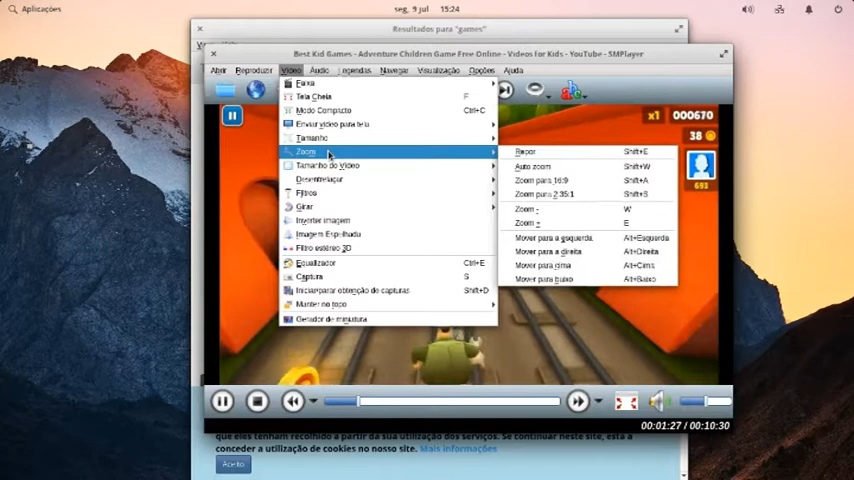 Aplicações
seg, 9 jul 15:24
Resultados para "games"
Best Kid Games - Adventure Children Game Free Online - Videos for Kids - YouTube - SMPlayer
Abrir Reproduzir Vídeo Áudio Legendas Navegar Visualização Opções Ajuda
Faixa
Tela Cheia F
Modo Compacto Ctrl+C
Enviar vídeo para tela
Tamanho
Zoom
Tamanho do Vídeo
Desentrelaçar
Filtros
Girar
Inverter imagem
Imagem Espelhada
Filtro estéreo 3D
Equalizador Ctrl+E
Captura S
Iniciar/parar obtenção de capturas Shift+D
Manter no topo
Gerador de miniatura
Repor Shift+E
Auto zoom Shift+W
Zoom para 16:9 Shift+A
Zoom para 2.35:1 Shift+S
Zoom - W
Zoom + E
Mover para a esquerda Alt+Esquerda
Mover para a direita Alt+Direita
Mover para cima Alt+Cima
Mover para baixo Alt+Baixo
x1 000670
38
693
00:01:27 / 00:10:30
que eles tenham recolhido a partir da sua utilização dos serviços. Se continuar neste site, está a
conceder a utilização de cookies no nosso site. Mais informações
Aceito